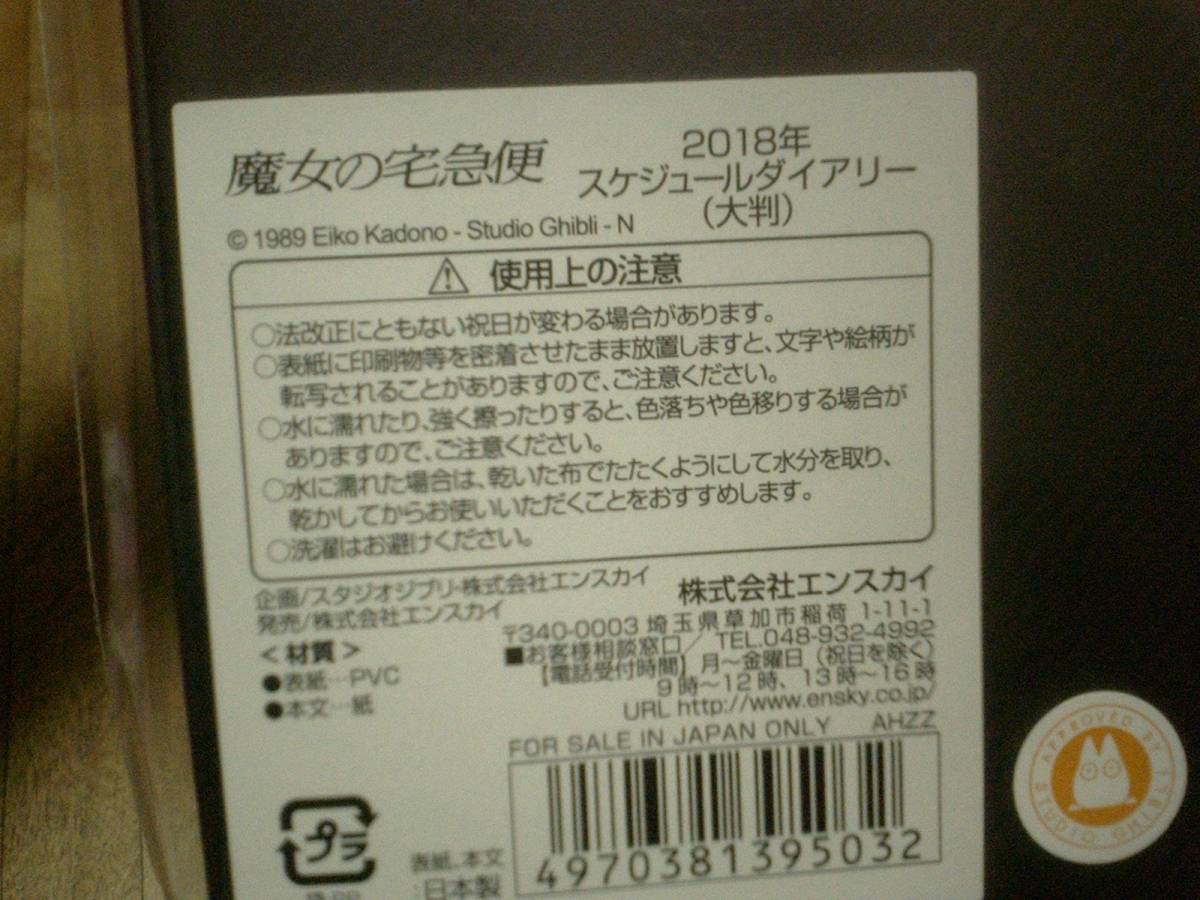 魔女の宅急便
2018年
スケジュールダイアリー
（大判）
© 1989 Eiko Kadono - Studio Ghibli - N
使用上の注意
○法改正にともない祝日が変わる場合があります。
○表紙に印刷物等を密着させたまま放置しますと、文字や絵柄が
転写されることがありますので、ご注意ください。
○水に濡れたり、強く擦ったりすると、色落ちや色移りする場合が
ありますので、ご注意ください。
○水に濡れた場合は、乾いた布でたたくようにして水分を取り、
乾かしてからお使いいただくことをおすすめします。
○洗濯はお避けください。
企画/スタジオジブリ・株式会社エンスカイ
発売/株式会社エンスカイ
＜材質＞
●表紙…PVC
●本文…紙
株式会社エンスカイ
〒340-0003 埼玉県草加市稲荷 1-11-1
■お客様相談窓口／ TEL.048-932-4992
【電話受付時間】月〜金曜日（祝日を除く）
9時〜12時、13時〜16時
URL http://www.ensky.co.jp/
FOR SALE IN JAPAN ONLY AHZZ
4970381395032
プラ
表紙、本文
:日本製
APPROVED BY
STUDIO GHIBLI